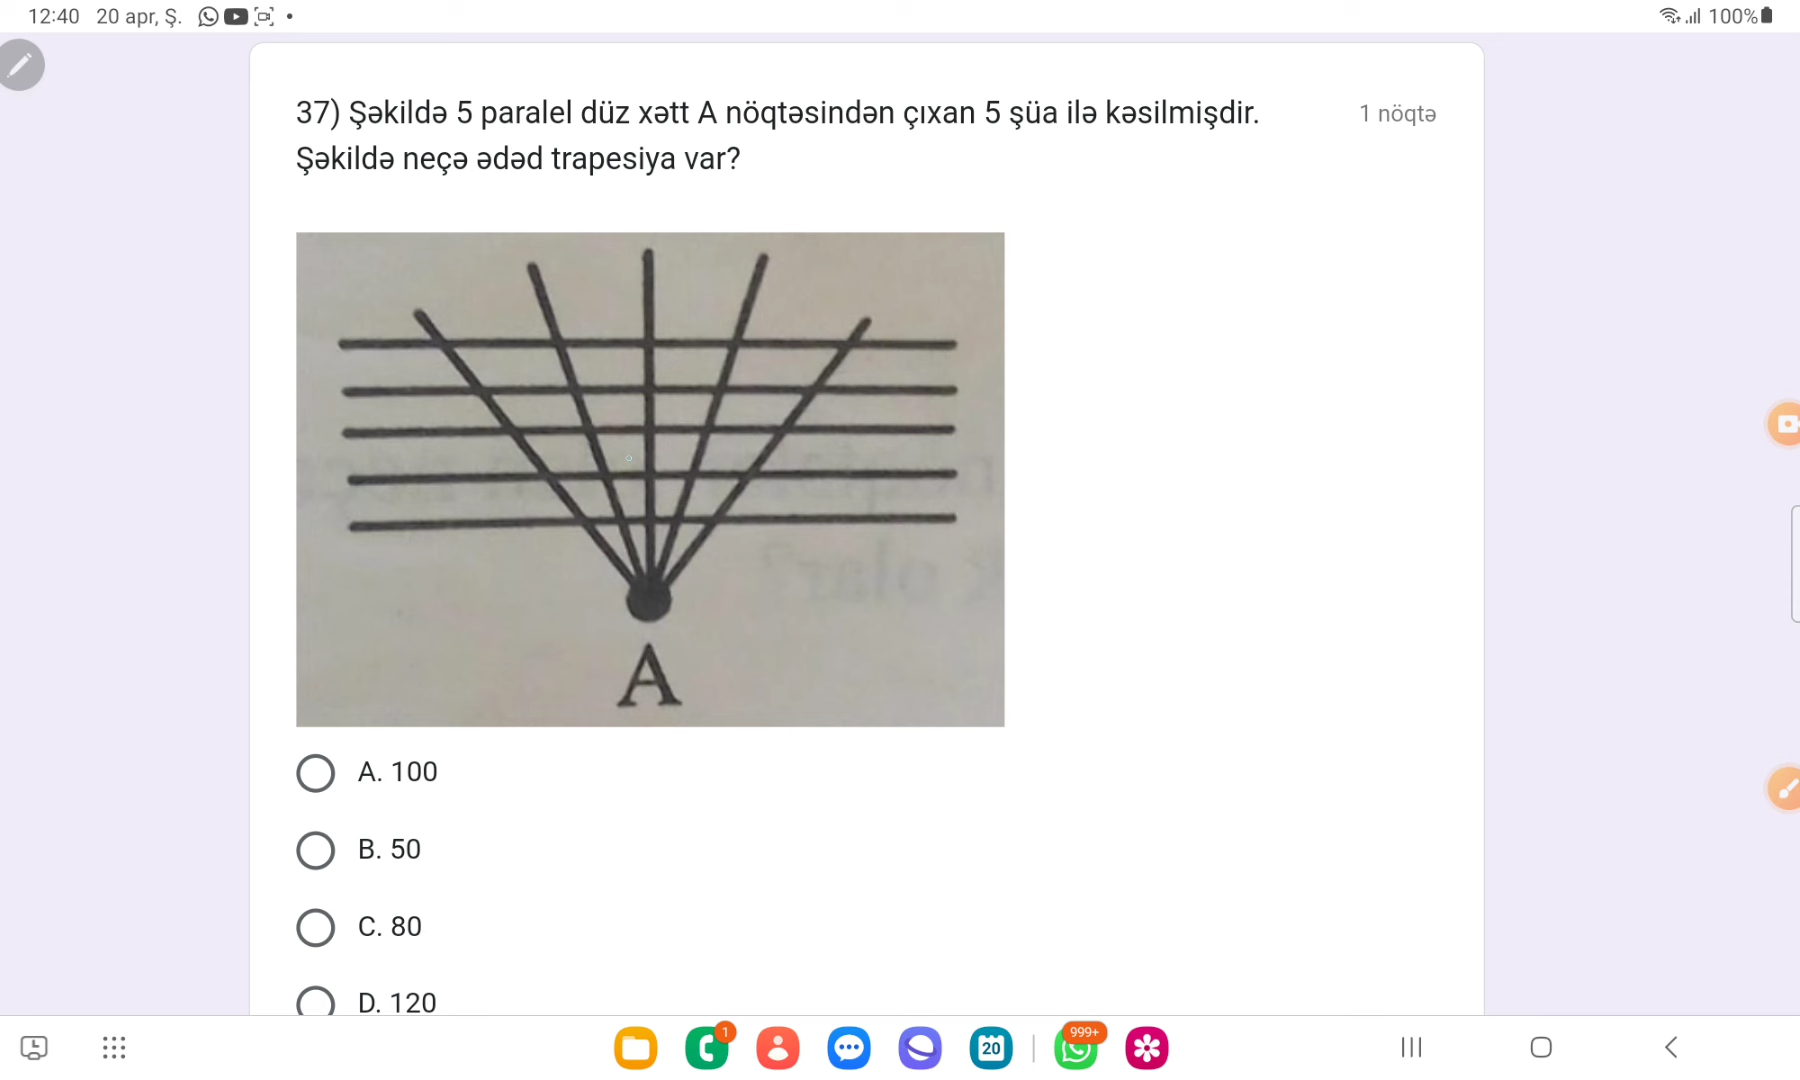 12:40 20 apr, Ş. 100%
37) Şəkildə 5 paralel düz xətt A nöqtəsindən çıxan 5 şüa ilə kəsilmişdir. 1 nöqtə
Şəkildə neçə ədəd trapesiya var?
A
A. 100
B. 50
C. 80
D. 120
1
20
999+